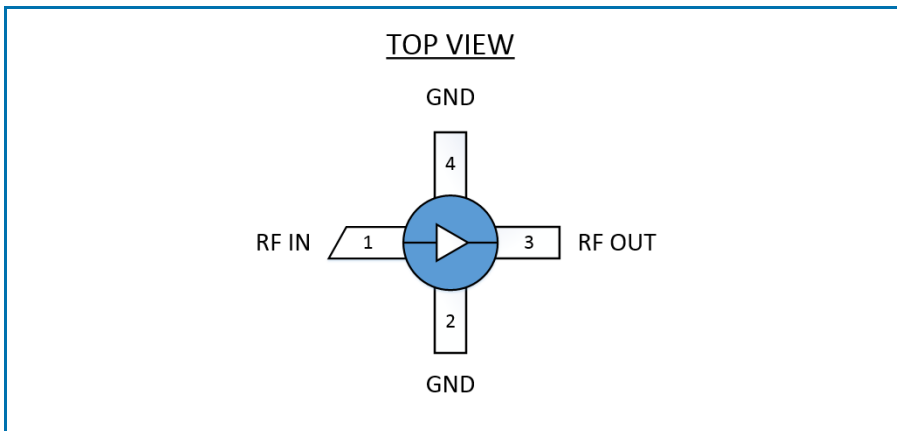 TOP VIEW
GND
4
RF IN 1 3 RF OUT
2
GND